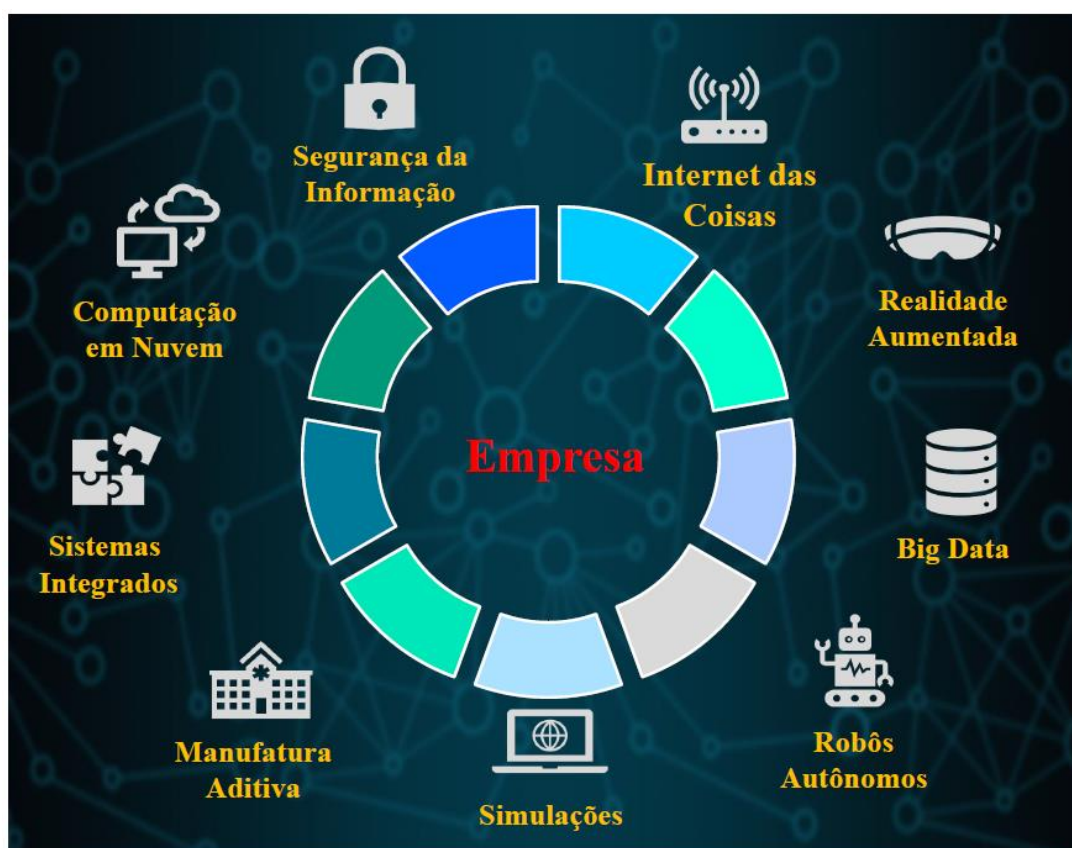 Segurança da
Informação
Internet das
Coisas
Realidade
Aumentada
Computação
em Nuvem
Empresa
Big Data
Sistemas
Integrados
Robôs
Autônomos
Manufatura
Aditiva
Simulações